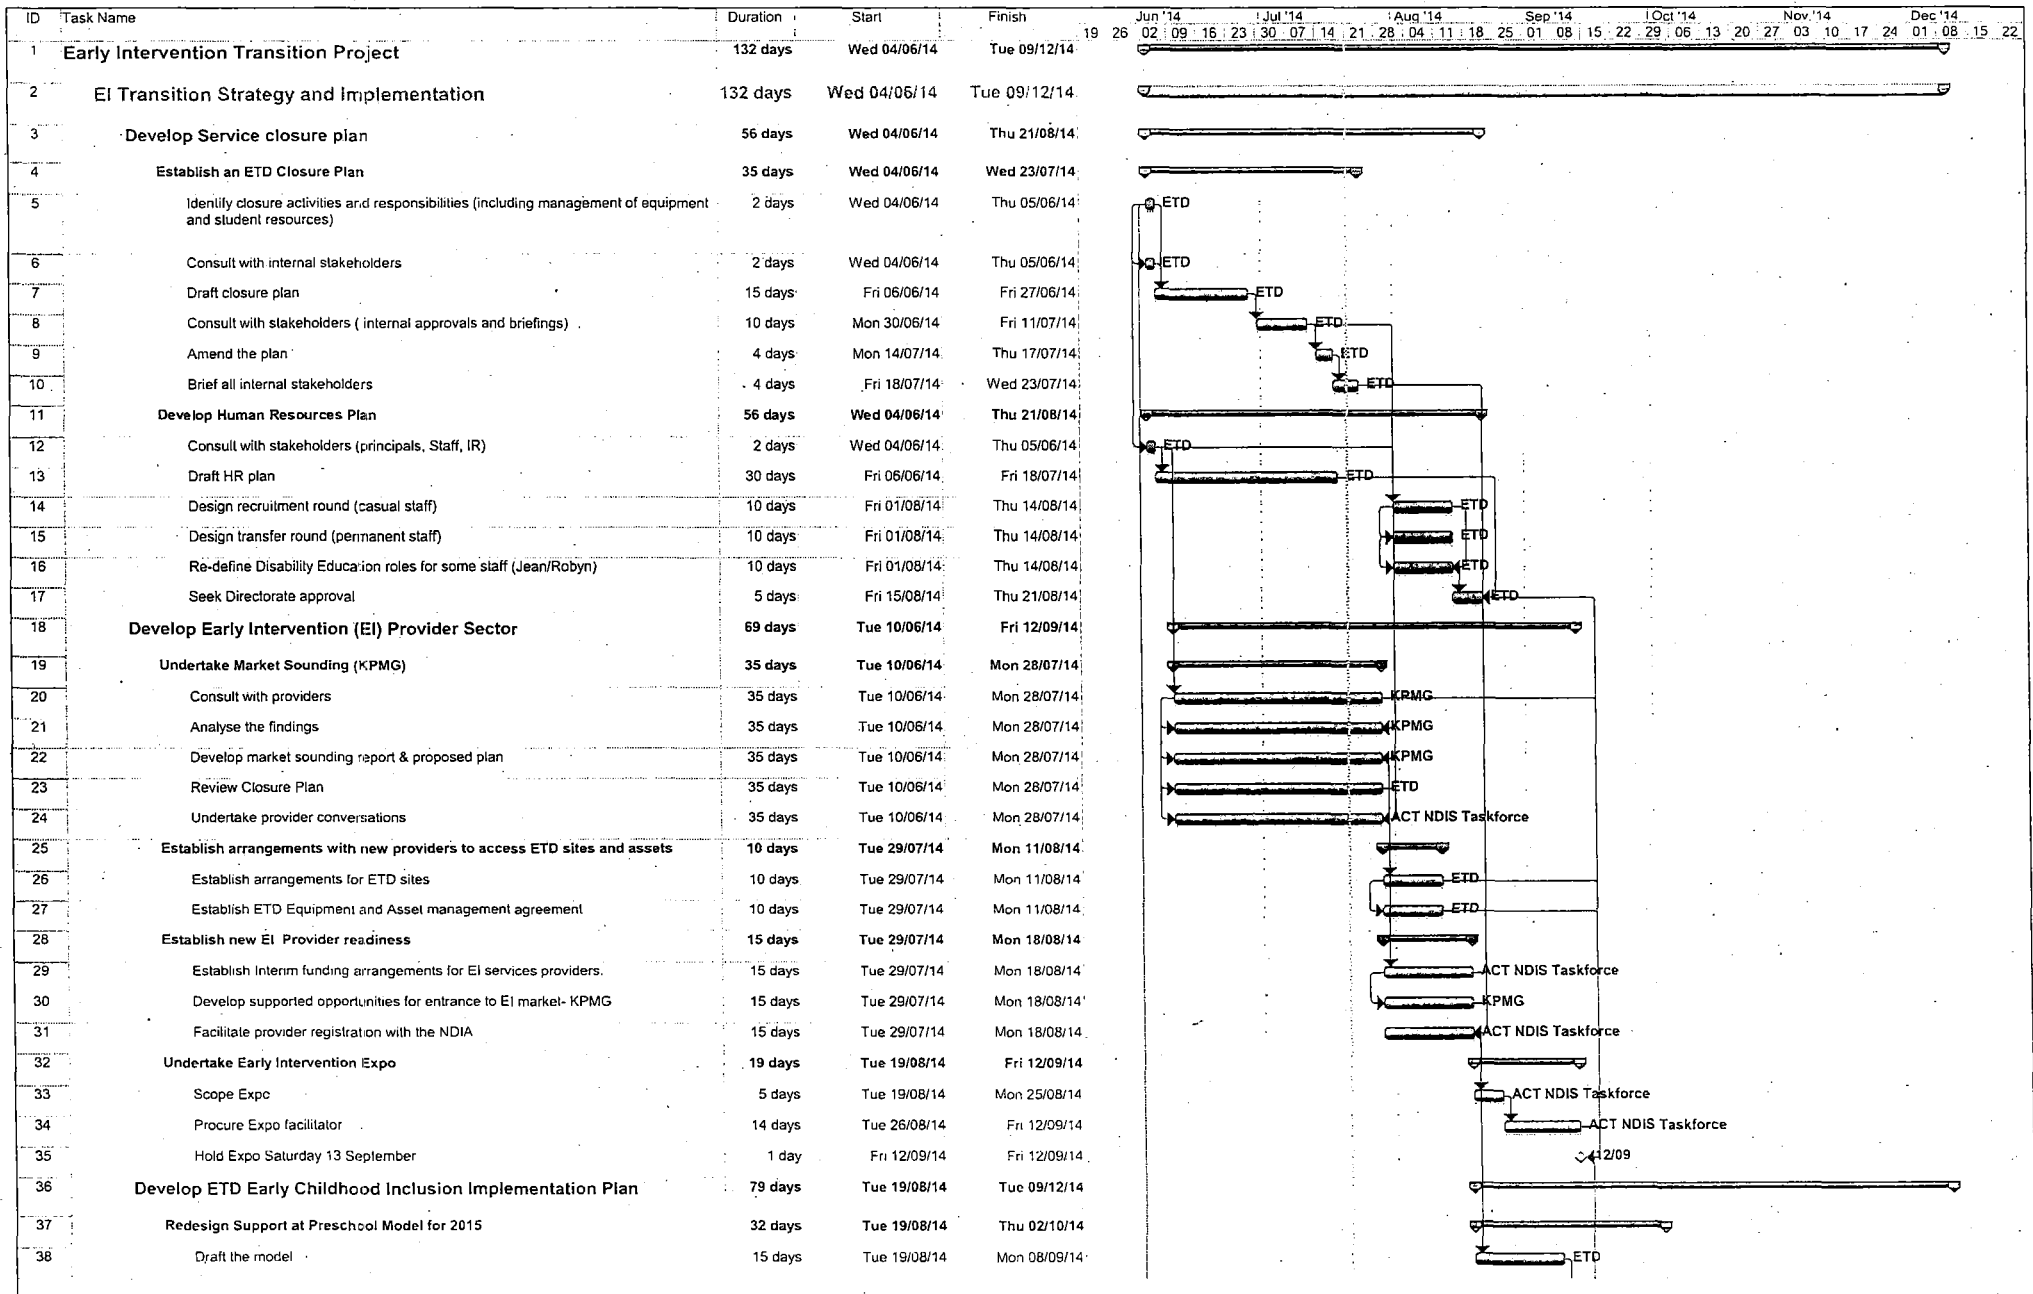 ID Task Name Duration Start Finish Jun '14 Jul '14 Aug '14 Sep '14 Oct '14 Nov '14 Dec '14
19 26 02 09 16 23 30 07 14 21 28 04 11 18 25 01 08 15 22 29 06 13 20 27 03 10 17 24 01 08 15 22
1 Early Intervention Transition Project 132 days Wed 04/06/14 Tue 09/12/14
2 EI Transition Strategy and Implementation 132 days Wed 04/06/14 Tue 09/12/14
3 Develop Service closure plan 56 days Wed 04/06/14 Thu 21/08/14
4 Establish an ETD Closure Plan 35 days Wed 04/06/14 Wed 23/07/14
5 Identify closure activities and responsibilities (including management of equipment 2 days Wed 04/06/14 Thu 05/06/14 ETD
and student resources)
6 Consult with internal stakeholders 2 days Wed 04/06/14 Thu 05/06/14 ETD
7 Draft closure plan 15 days Fri 06/06/14 Fri 27/06/14 ETD
8 Consult with stakeholders ( internal approvals and briefings) 10 days Mon 30/06/14 Fri 11/07/14 ETD
9 Amend the plan 4 days Mon 14/07/14 Thu 17/07/14 ETD
10 Brief all internal stakeholders 4 days Fri 18/07/14 Wed 23/07/14 ETD
11 Develop Human Resources Plan 56 days Wed 04/06/14 Thu 21/08/14
12 Consult with stakeholders (principals, Staff, IR) 2 days Wed 04/06/14 Thu 05/06/14 ETD
13 Draft HR plan 30 days Fri 06/06/14 Fri 18/07/14 ETD
14 Design recruitment round (casual staff) 10 days Fri 01/08/14 Thu 14/08/14 ETD
15 Design transfer round (permanent staff) 10 days Fri 01/08/14 Thu 14/08/14 ETD
16 Re-define Disability Education roles for some staff (Jean/Robyn) 10 days Fri 01/08/14 Thu 14/08/14 ETD
17 Seek Directorate approval 5 days Fri 15/08/14 Thu 21/08/14 ETD
18 Develop Early Intervention (EI) Provider Sector 69 days Tue 10/06/14 Fri 12/09/14
19 Undertake Market Sounding (KPMG) 35 days Tue 10/06/14 Mon 28/07/14
20 Consult with providers 35 days Tue 10/06/14 Mon 28/07/14 KPMG
21 Analyse the findings 35 days Tue 10/06/14 Mon 28/07/14 KPMG
22 Develop market sounding report & proposed plan 35 days Tue 10/06/14 Mon 28/07/14 KPMG
23 Review Closure Plan 35 days Tue 10/06/14 Mon 28/07/14 ETD
24 Undertake provider conversations 35 days Tue 10/06/14 Mon 28/07/14 ACT NDIS Taskforce
25 Establish arrangements with new providers to access ETD sites and assets 10 days Tue 29/07/14 Mon 11/08/14
26 Establish arrangements for ETD sites 10 days Tue 29/07/14 Mon 11/08/14 ETD
27 Establish ETD Equipment and Asset management agreement 10 days Tue 29/07/14 Mon 11/08/14 ETD
28 Establish new EI Provider readiness 15 days Tue 29/07/14 Mon 18/08/14
29 Establish Interim funding arrangements for EI services providers. 15 days Tue 29/07/14 Mon 18/08/14 ACT NDIS Taskforce
30 Develop supported opportunities for entrance to EI market- KPMG 15 days Tue 29/07/14 Mon 18/08/14 KPMG
31 Facilitate provider registration with the NDIA 15 days Tue 29/07/14 Mon 18/08/14 ACT NDIS Taskforce
32 Undertake Early Intervention Expo 19 days Tue 19/08/14 Fri 12/09/14
33 Scope Expo 5 days Tue 19/08/14 Mon 25/08/14 ACT NDIS Taskforce
34 Procure Expo facilitator 14 days Tue 26/08/14 Fri 12/09/14 ACT NDIS Taskforce
35 Hold Expo Saturday 13 September 1 day Fri 12/09/14 Fri 12/09/14 12/09
36 Develop ETD Early Childhood Inclusion Implementation Plan 79 days Tue 19/08/14 Tue 09/12/14
37 Redesign Support at Preschool Model for 2015 32 days Tue 19/08/14 Thu 02/10/14
38 Draft the model 15 days Tue 19/08/14 Mon 08/09/14 ETD